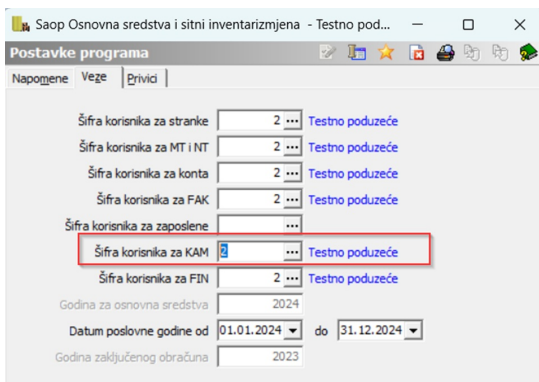 Saop Osnovna sredstva i sitni inventarizmjena - Testno pod...
Postavke programa
Napomene Veze Privici
Šifra korisnika za stranke 2 ... Testno poduzeće
Šifra korisnika za MT i NT 2 ... Testno poduzeće
Šifra korisnika za konta 2 ... Testno poduzeće
Šifra korisnika za FAK 2 ... Testno poduzeće
Šifra korisnika za zaposlene ...
Šifra korisnika za KAM 2 ... Testno poduzeće
Šifra korisnika za FIN 2 ... Testno poduzeće
Godina za osnovna sredstva 2024
Datum poslovne godine od 01.01.2024 do 31.12.2024
Godina zaključenog obračuna 2023